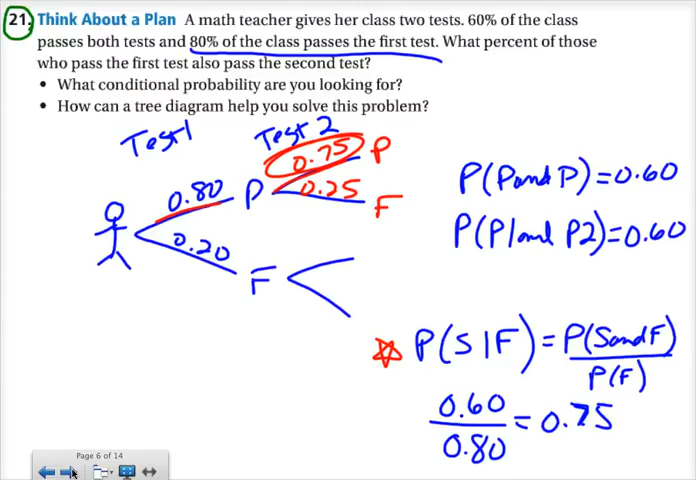 21. Think About a Plan A math teacher gives her class two tests. 60% of the class
passes both tests and 80% of the class passes the first test. What percent of those
who pass the first test also pass the second test?
• What conditional probability are you looking for?
• How can a tree diagram help you solve this problem?
Test 1 Test 2
0.75 P
0.80 P 0.25 F
0.20 F
P(P and P) = 0.60
P(P1 and P2) = 0.60
P(S|F) = P(S and F)
P(F)
0.60
0.80 = 0.75
Page 6 of 14